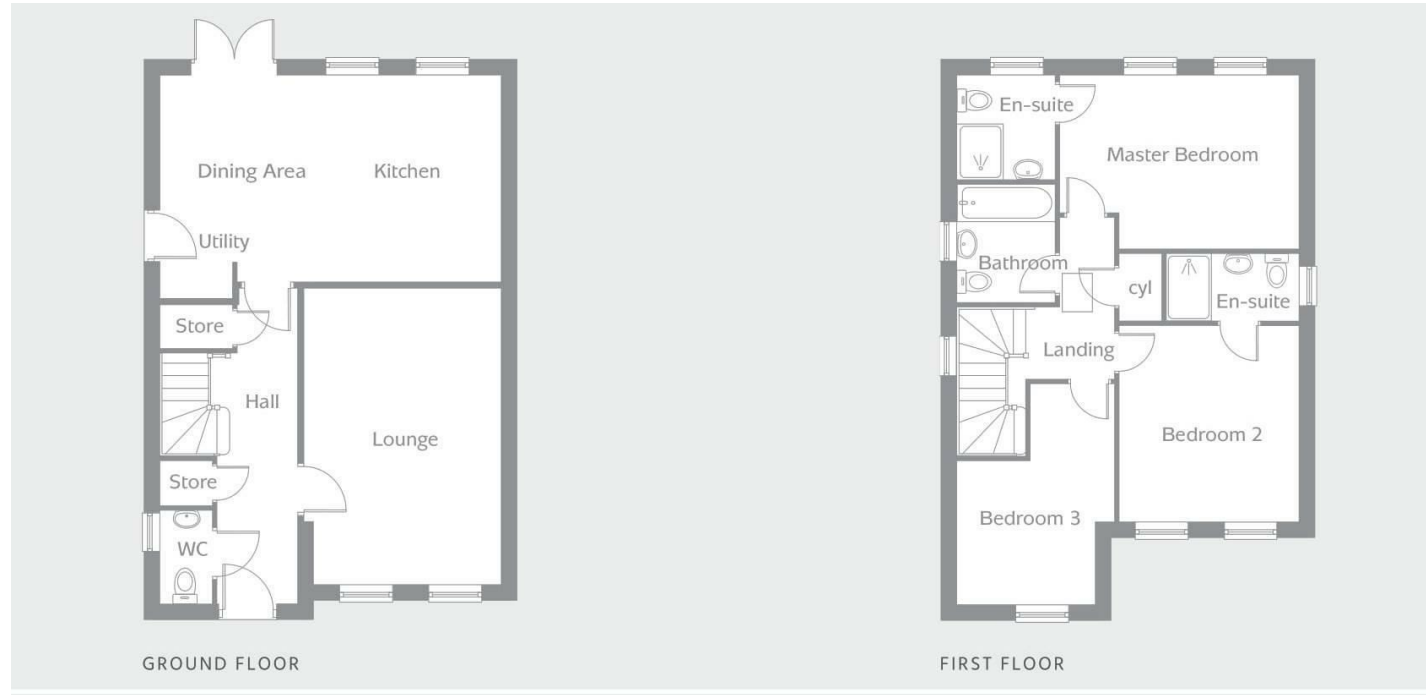 Dining Area
Kitchen
Utility
Store
Hall
Lounge
Store
WC
GROUND FLOOR
En-suite
Master Bedroom
Bathroom
cyl
En-suite
Landing
Bedroom 2
Bedroom 3
FIRST FLOOR